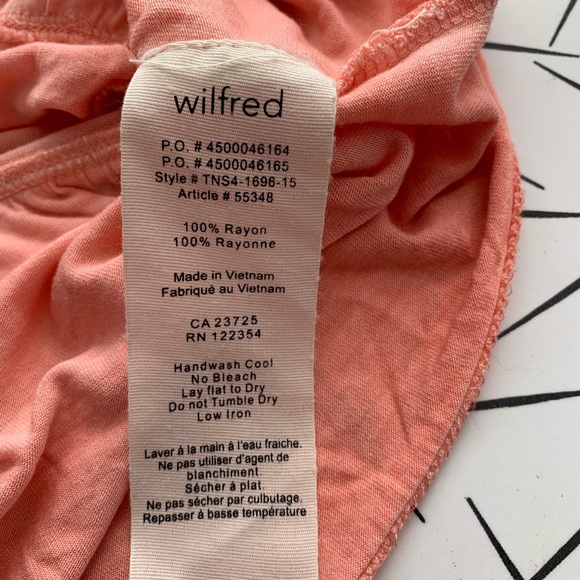 wilfred
P.O. # 4500046164
P.O. # 4500046165
Style # TNS4-1696-15
Article # 55348
100% Rayon
100% Rayonne
Made in Vietnam
Fabriqué au Vietnam
CA 23725
RN 122354
Handwash Cool
No Bleach
Lay flat to Dry
Do not Tumble Dry
Low Iron
Laver à la main à l'eau fraiche.
Ne pas utiliser d'agent de
blanchiment.
Sécher à plat.
Ne pas sécher par culbutage.
Repasser à basse température